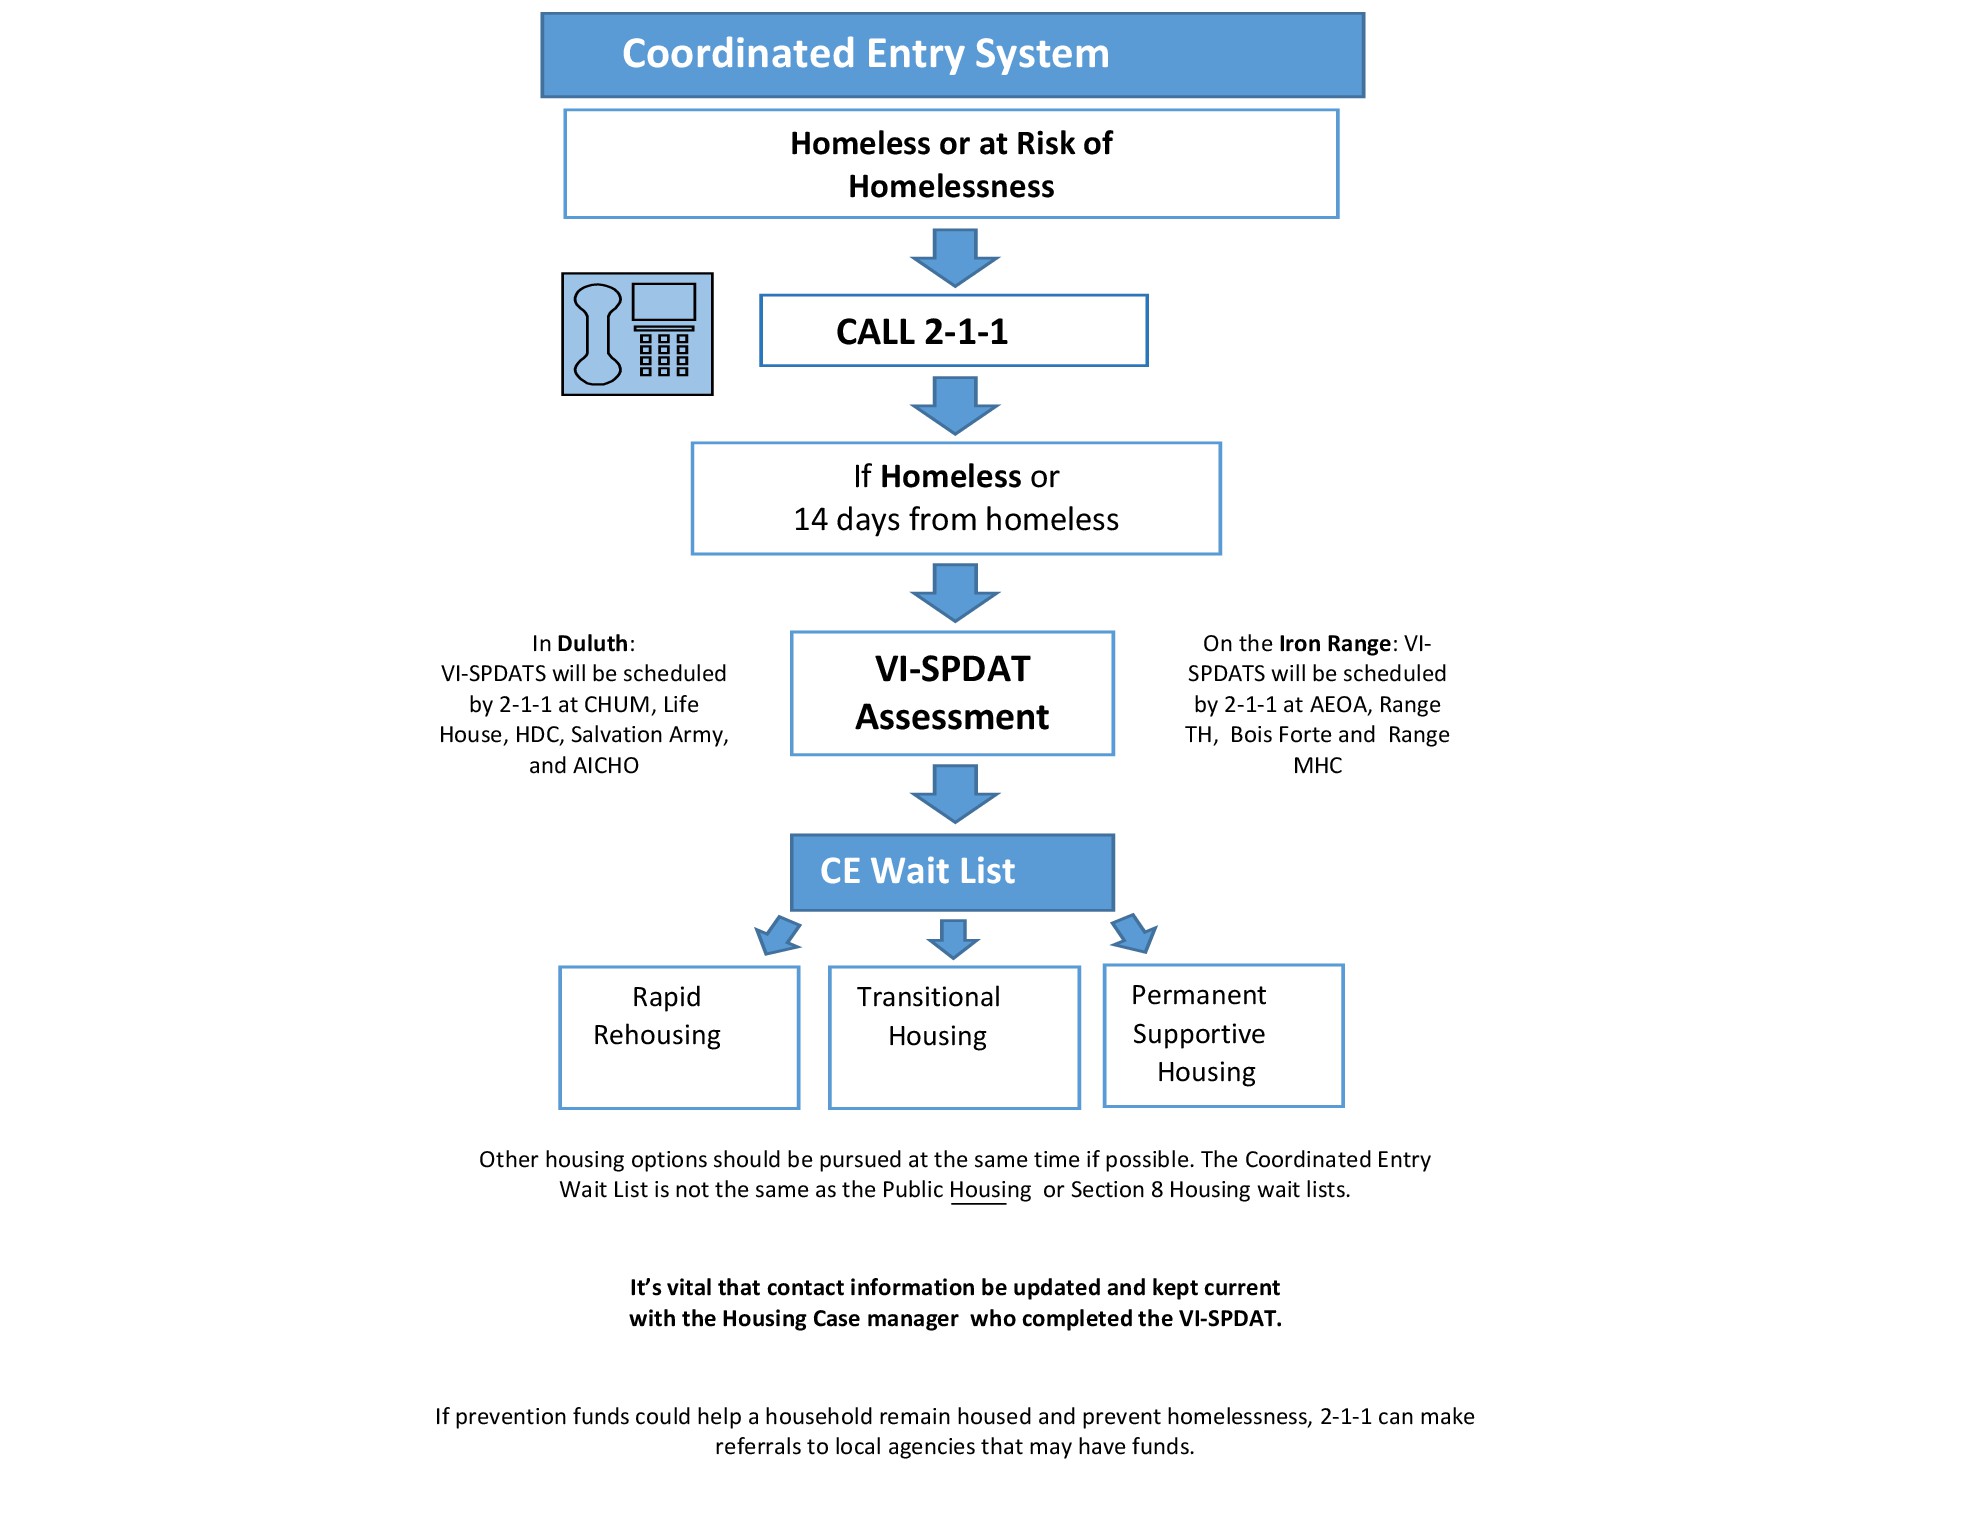 Coordinated Entry System
Homeless or at Risk of
Homelessness
CALL 2-1-1
If Homeless or
14 days from homeless
In Duluth:
VI-SPDATS will be scheduled
by 2-1-1 at CHUM, Life
House, HDC, Salvation Army,
and AICHO
VI-SPDAT
Assessment
On the Iron Range: VI-
SPDATS will be scheduled
by 2-1-1 at AEOA, Range
TH, Bois Forte and Range
MHC
CE Wait List
Rapid
Rehousing
Transitional
Housing
Permanent
Supportive
Housing
Other housing options should be pursued at the same time if possible. The Coordinated Entry
Wait List is not the same as the Public Housing or Section 8 Housing wait lists.
It’s vital that contact information be updated and kept current
with the Housing Case manager who completed the VI-SPDAT.
If prevention funds could help a household remain housed and prevent homelessness, 2-1-1 can make
referrals to local agencies that may have funds.